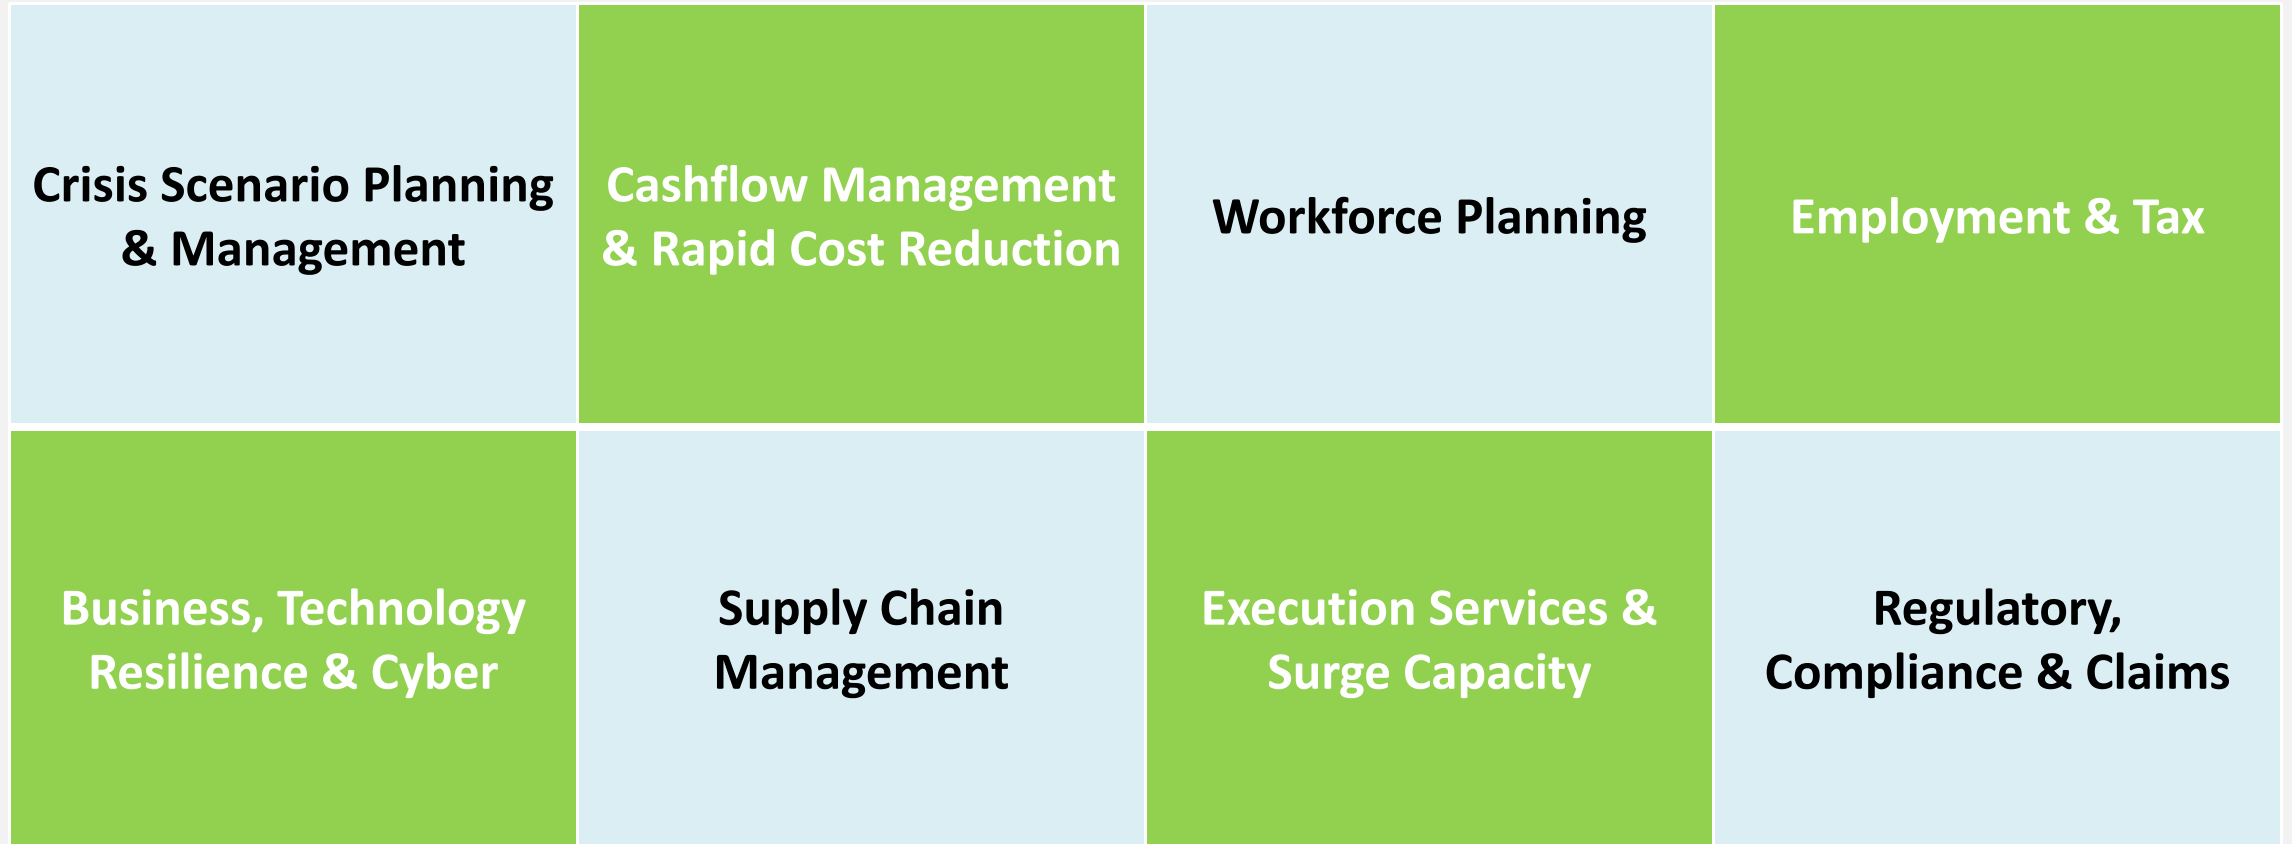 Crisis Scenario Planning
& Management
Cashflow Management
& Rapid Cost Reduction
Workforce Planning
Employment & Tax
Business, Technology
Resilience & Cyber
Supply Chain
Management
Execution Services &
Surge Capacity
Regulatory,
Compliance & Claims